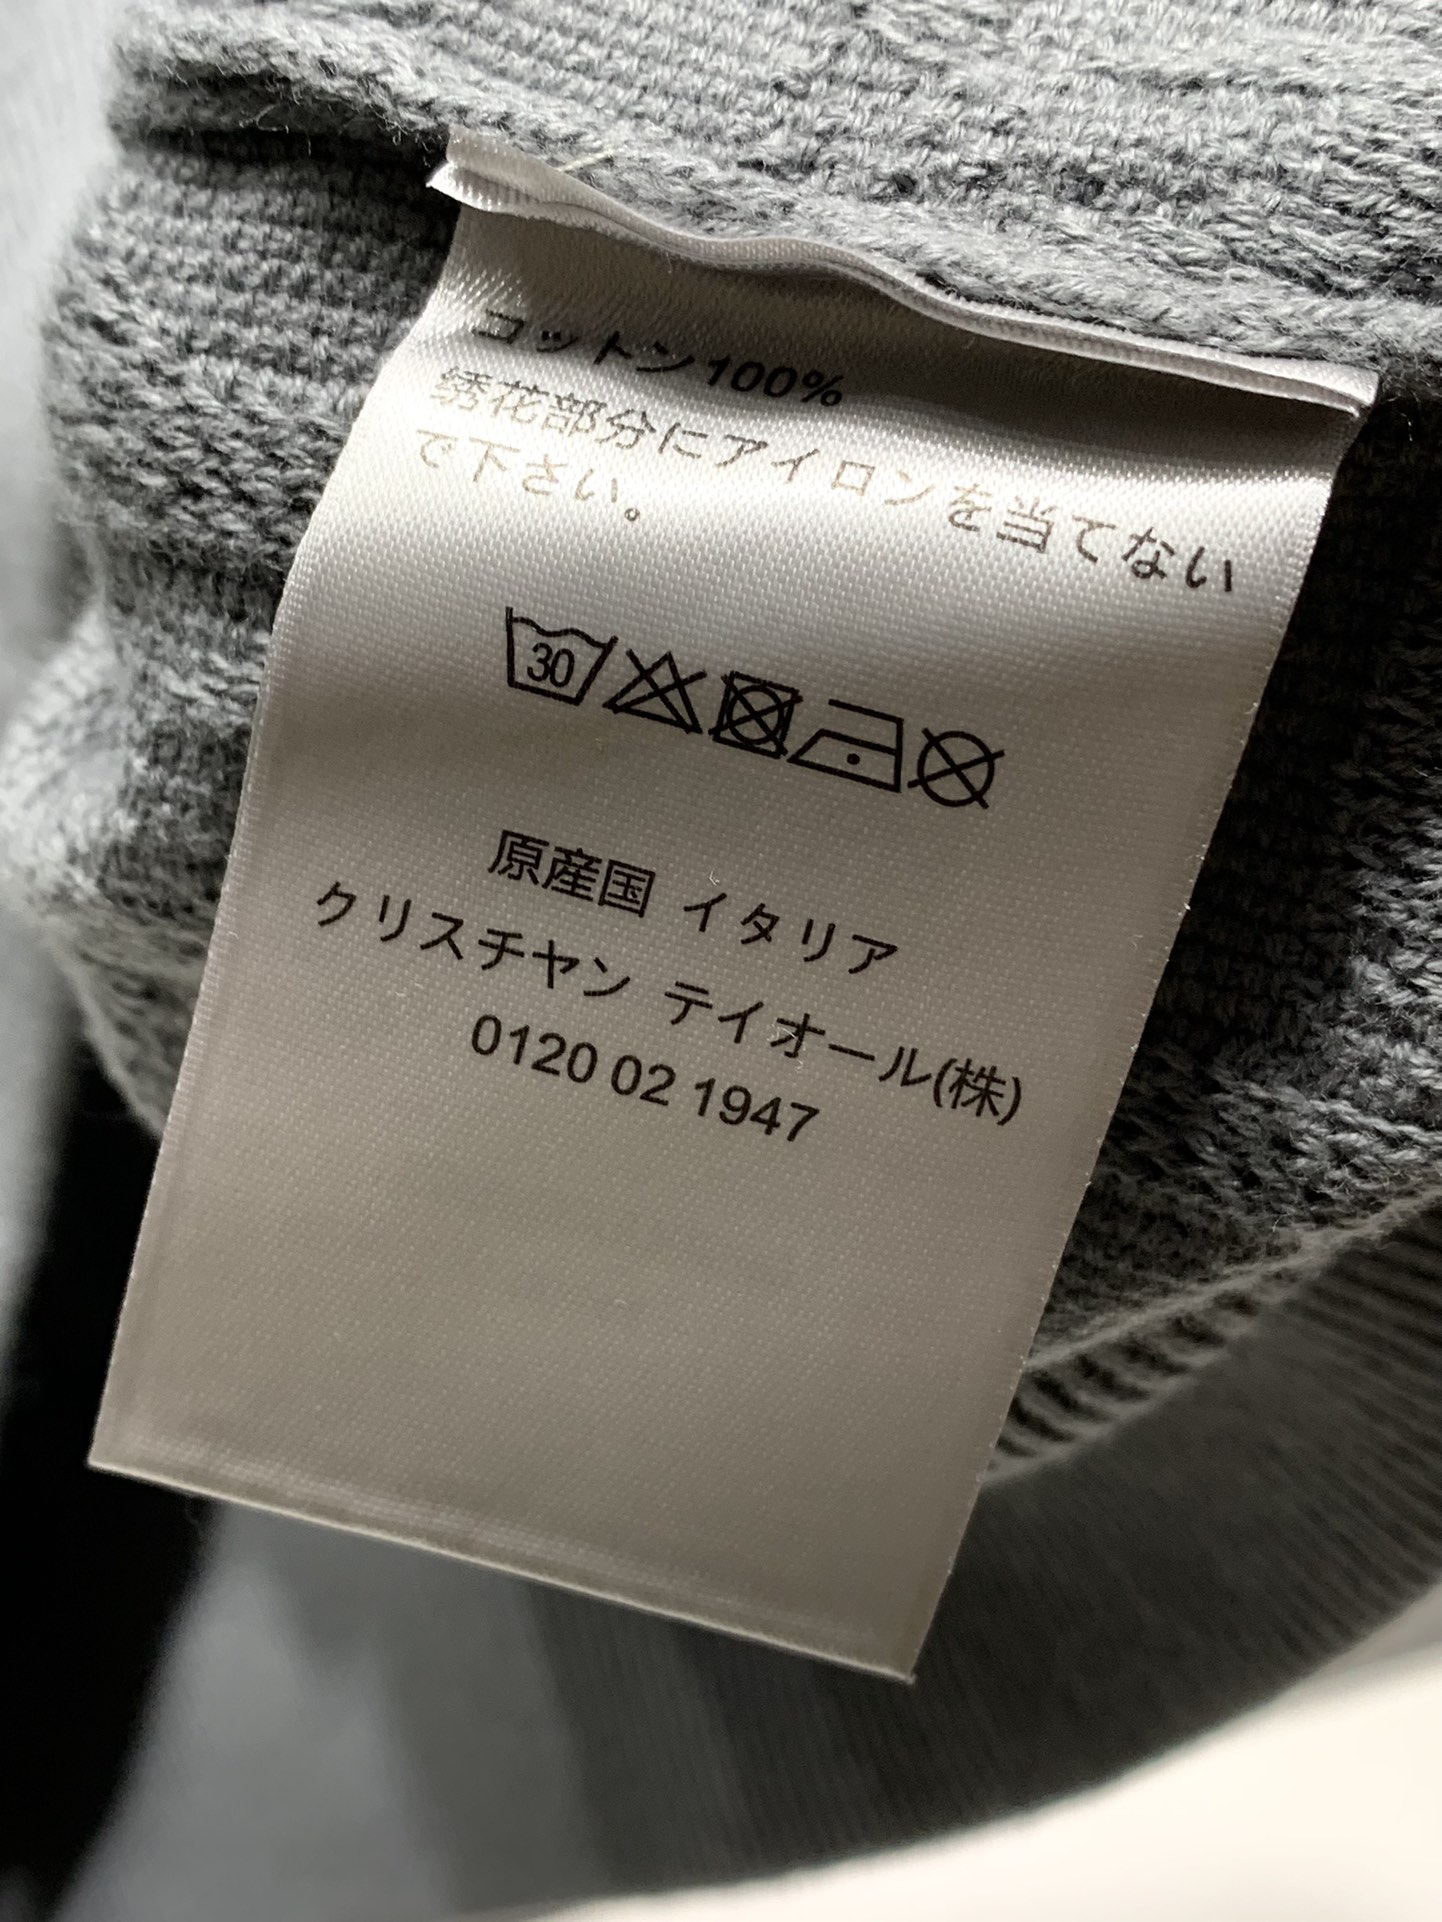 コットン100%
绣花部分にアイロンを当てない
で下さい。
30
原産国 イタリア
クリスチャン ディオール(株)
0120 02 1947